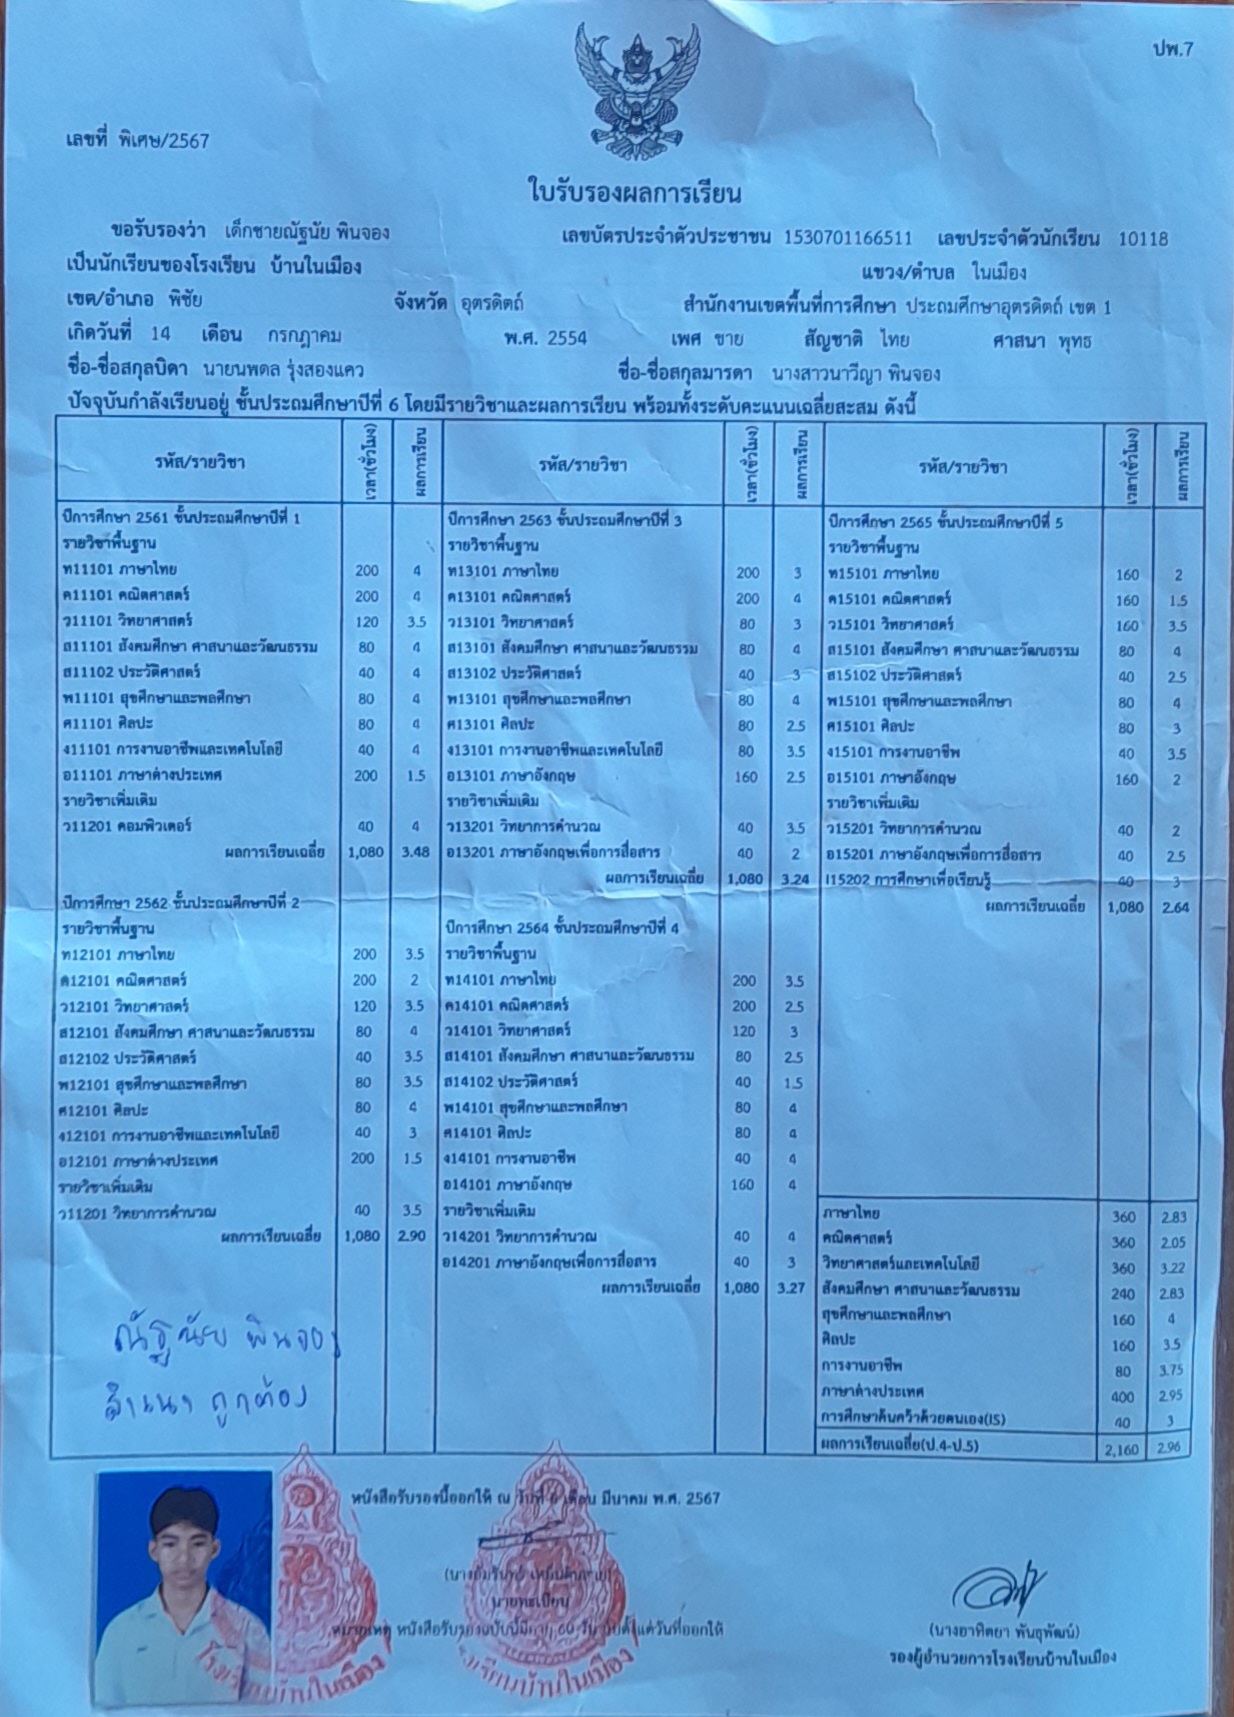 ปพ.7
เลขที่ พิเศษ/2567
ใบรับรองผลการเรียน
ขอรับรองว่า เด็กชายณัฐนัย พินจอง เลขบัตรประจำตัวประชาชน 1530701166511 เลขประจำตัวนักเรียน 10118
เป็นนักเรียนของโรงเรียน บ้านในเมือง แขวง/ตำบล ในเมือง
เขต/อำเภอ พิชัย จังหวัด อุตรดิตถ์ สำนักงานเขตพื้นที่การศึกษา ประถมศึกษาอุตรดิตถ์ เขต 1
เกิดวันที่ 14 เดือน กรกฎาคม พ.ศ. 2554 เพศ ชาย สัญชาติ ไทย ศาสนา พุทธ
ชื่อ-ชื่อสกุลบิดา นายนพดล รุ่งสองแคว ชื่อ-ชื่อสกุลมารดา นางสาวนาวีญา พินจอง
ปัจจุบันกำลังเรียนอยู่ ชั้นประถมศึกษาปีที่ 6 โดยมีรายวิชาและผลการเรียน พร้อมทั้งระดับคะแนนเฉลี่ยสะสม ดังนี้
รหัส/รายวิชา เวลา(ชั่วโมง) ผลการเรียน
ปีการศึกษา 2561 ชั้นประถมศึกษาปีที่ 1
รายวิชาพื้นฐาน
ท11101 ภาษาไทย 200 4
ค11101 คณิตศาสตร์ 200 4
ว11101 วิทยาศาสตร์ 120 3.5
ส11101 สังคมศึกษา ศาสนาและวัฒนธรรม 80 4
ส11102 ประวัติศาสตร์ 40 4
พ11101 สุขศึกษาและพลศึกษา 80 4
ศ11101 ศิลปะ 80 4
ง11101 การงานอาชีพและเทคโนโลยี 40 4
อ11101 ภาษาต่างประเทศ 200 1.5
รายวิชาเพิ่มเติม
ว11201 คอมพิวเตอร์ 40 4
ผลการเรียนเฉลี่ย 1,080 3.48
ปีการศึกษา 2562 ชั้นประถมศึกษาปีที่ 2
รายวิชาพื้นฐาน
ท12101 ภาษาไทย 200 3.5
ค12101 คณิตศาสตร์ 200 2
ว12101 วิทยาศาสตร์ 120 3.5
ส12101 สังคมศึกษา ศาสนาและวัฒนธรรม 80 4
ส12102 ประวัติศาสตร์ 40 3.5
พ12101 สุขศึกษาและพลศึกษา 80 3.5
ศ12101 ศิลปะ 80 4
ง12101 การงานอาชีพและเทคโนโลยี 40 3
อ12101 ภาษาต่างประเทศ 200 1.5
รายวิชาเพิ่มเติม
ว11201 วิทยาการคำนวณ 40 3.5
ผลการเรียนเฉลี่ย 1,080 2.90
ณัฐนัย พินจอง
สำเนา ถูกต้อง
รหัส/รายวิชา เวลา(ชั่วโมง) ผลการเรียน
ปีการศึกษา 2563 ชั้นประถมศึกษาปีที่ 3
รายวิชาพื้นฐาน
ท13101 ภาษาไทย 200 3
ค13101 คณิตศาสตร์ 200 4
ว13101 วิทยาศาสตร์ 80 3
ส13101 สังคมศึกษา ศาสนาและวัฒนธรรม 80 4
ส13102 ประวัติศาสตร์ 40 3
พ13101 สุขศึกษาและพลศึกษา 80 4
ศ13101 ศิลปะ 80 2.5
ง13101 การงานอาชีพและเทคโนโลยี 80 3.5
อ13101 ภาษาอังกฤษ 160 2.5
รายวิชาเพิ่มเติม
ว13201 วิทยาการคำนวณ 40 3.5
อ13201 ภาษาอังกฤษเพื่อการสื่อสาร 40 2
ผลการเรียนเฉลี่ย 1,080 3.24
ปีการศึกษา 2564 ชั้นประถมศึกษาปีที่ 4
รายวิชาพื้นฐาน
ท14101 ภาษาไทย 200 3.5
ค14101 คณิตศาสตร์ 200 2.5
ว14101 วิทยาศาสตร์ 120 3
ส14101 สังคมศึกษา ศาสนาและวัฒนธรรม 80 2.5
ส14102 ประวัติศาสตร์ 40 1.5
พ14101 สุขศึกษาและพลศึกษา 80 4
ศ14101 ศิลปะ 80 4
ง14101 การงานอาชีพ 40 4
อ14101 ภาษาอังกฤษ 160 4
รายวิชาเพิ่มเติม
ว14201 วิทยาการคำนวณ 40 4
อ14201 ภาษาอังกฤษเพื่อการสื่อสาร 40 3
ผลการเรียนเฉลี่ย 1,080 3.27
รหัส/รายวิชา เวลา(ชั่วโมง) ผลการเรียน
ปีการศึกษา 2565 ชั้นประถมศึกษาปีที่ 5
รายวิชาพื้นฐาน
ท15101 ภาษาไทย 160 2
ค15101 คณิตศาสตร์ 160 1.5
ว15101 วิทยาศาสตร์ 160 3.5
ส15101 สังคมศึกษา ศาสนาและวัฒนธรรม 80 4
ส15102 ประวัติศาสตร์ 40 2.5
พ15101 สุขศึกษาและพลศึกษา 80 4
ศ15101 ศิลปะ 80 3
ง15101 การงานอาชีพ 40 3.5
อ15101 ภาษาอังกฤษ 160 2
รายวิชาเพิ่มเติม
ว15201 วิทยาการคำนวณ 40 2
อ15201 ภาษาอังกฤษเพื่อการสื่อสาร 40 2.5
I15202 การศึกษาเพื่อเรียนรู้ 40 3
ผลการเรียนเฉลี่ย 1,080 2.64
ภาษาไทย 360 2.83
คณิตศาสตร์ 360 2.05
วิทยาศาสตร์และเทคโนโลยี 360 3.22
สังคมศึกษา ศาสนาและวัฒนธรรม 240 2.83
สุขศึกษาและพลศึกษา 160 4
ศิลปะ 160 3.5
การงานอาชีพ 80 3.75
ภาษาต่างประเทศ 400 2.95
การศึกษาค้นคว้าด้วยตนเอง(IS) 40 3
ผลการเรียนเฉลี่ย(ป.4-ป.5) 2,160 2.96
หนังสือรับรองนี้ออกให้ ณ วันที่ เดือน มีนาคม พ.ศ. 2567
นายทะเบียน
หมายเหตุ หนังสือรับรองฉบับนี้มีอายุ 60 วัน นับตั้งแต่วันที่ออกให้
โรงเรียนบ้านในเมือง
โรงเรียนบ้านในเมือง
(นางอาทิตยา พันธุพัฒน์)
รองผู้อำนวยการโรงเรียนบ้านในเมือง